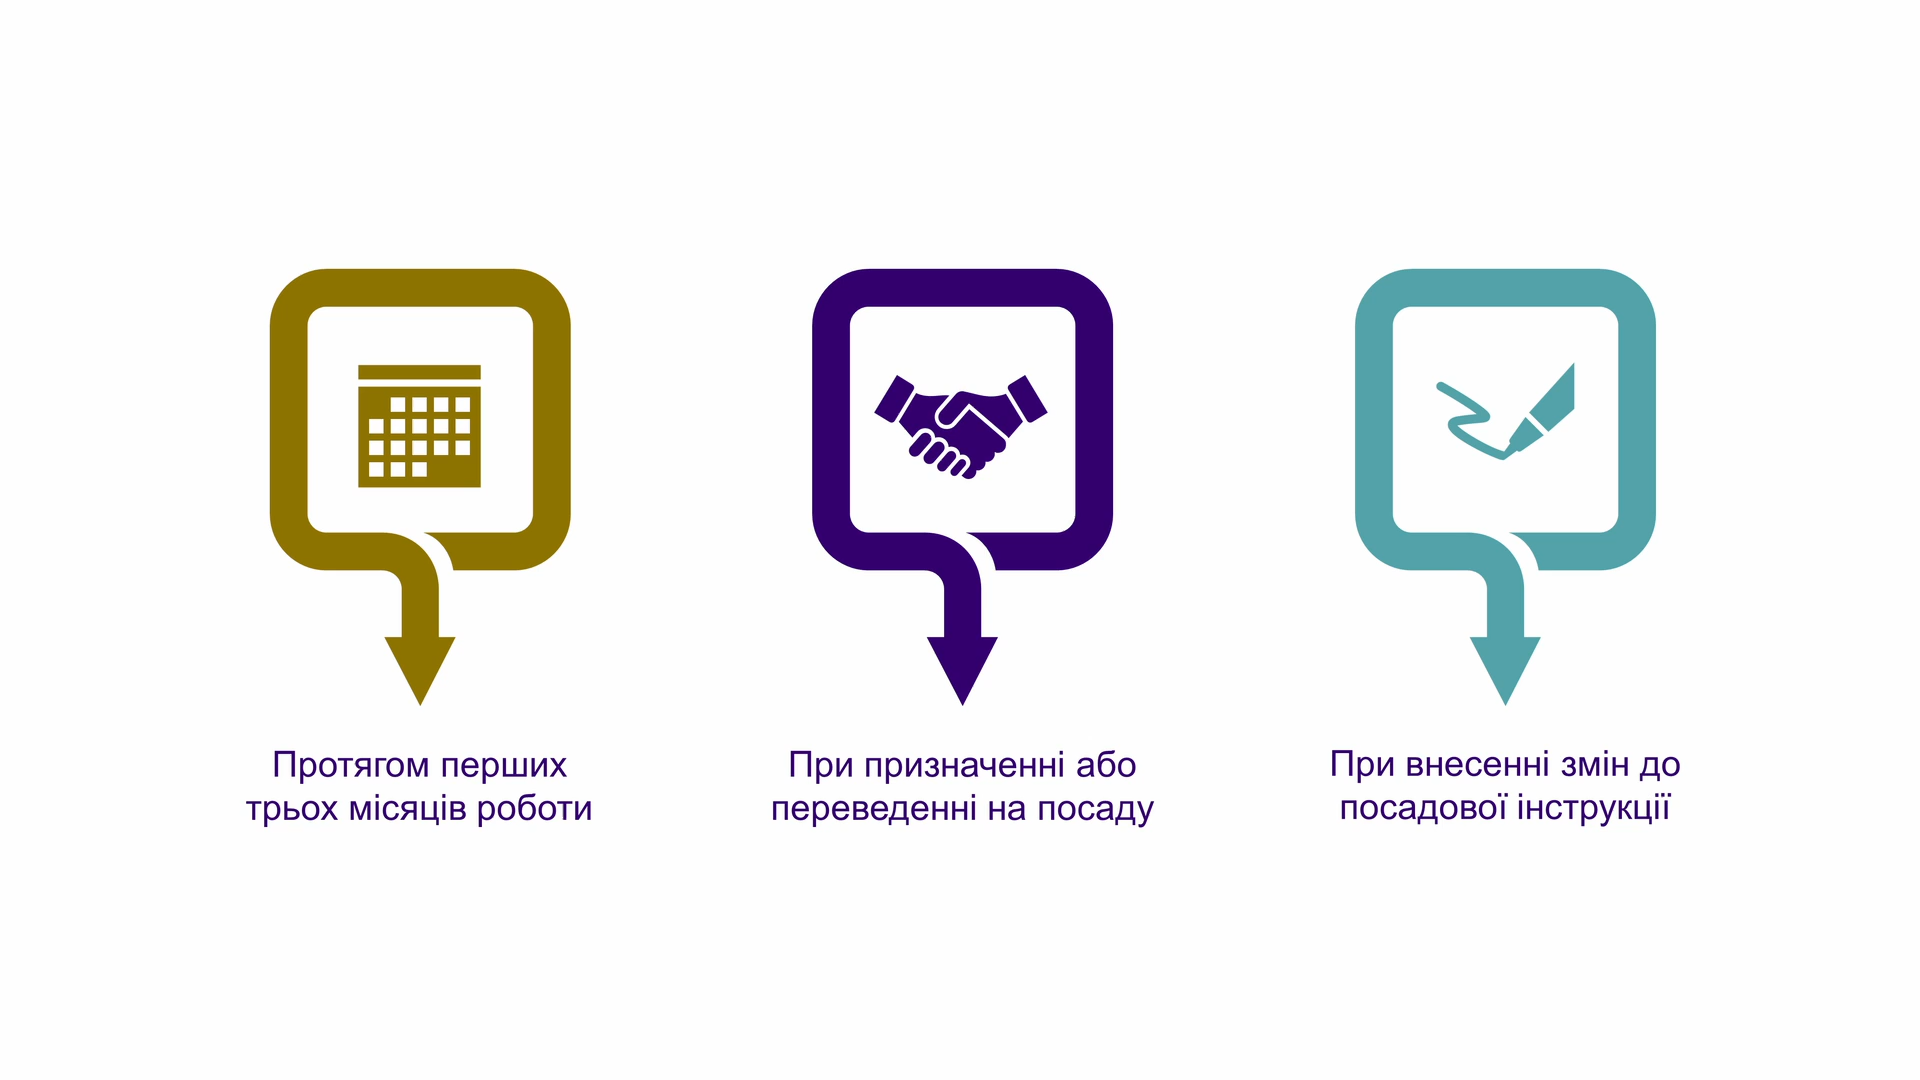 Протягом перших
трьох місяців роботи
При призначенні або
переведенні на посаду
При внесенні змін до
посадової інструкції